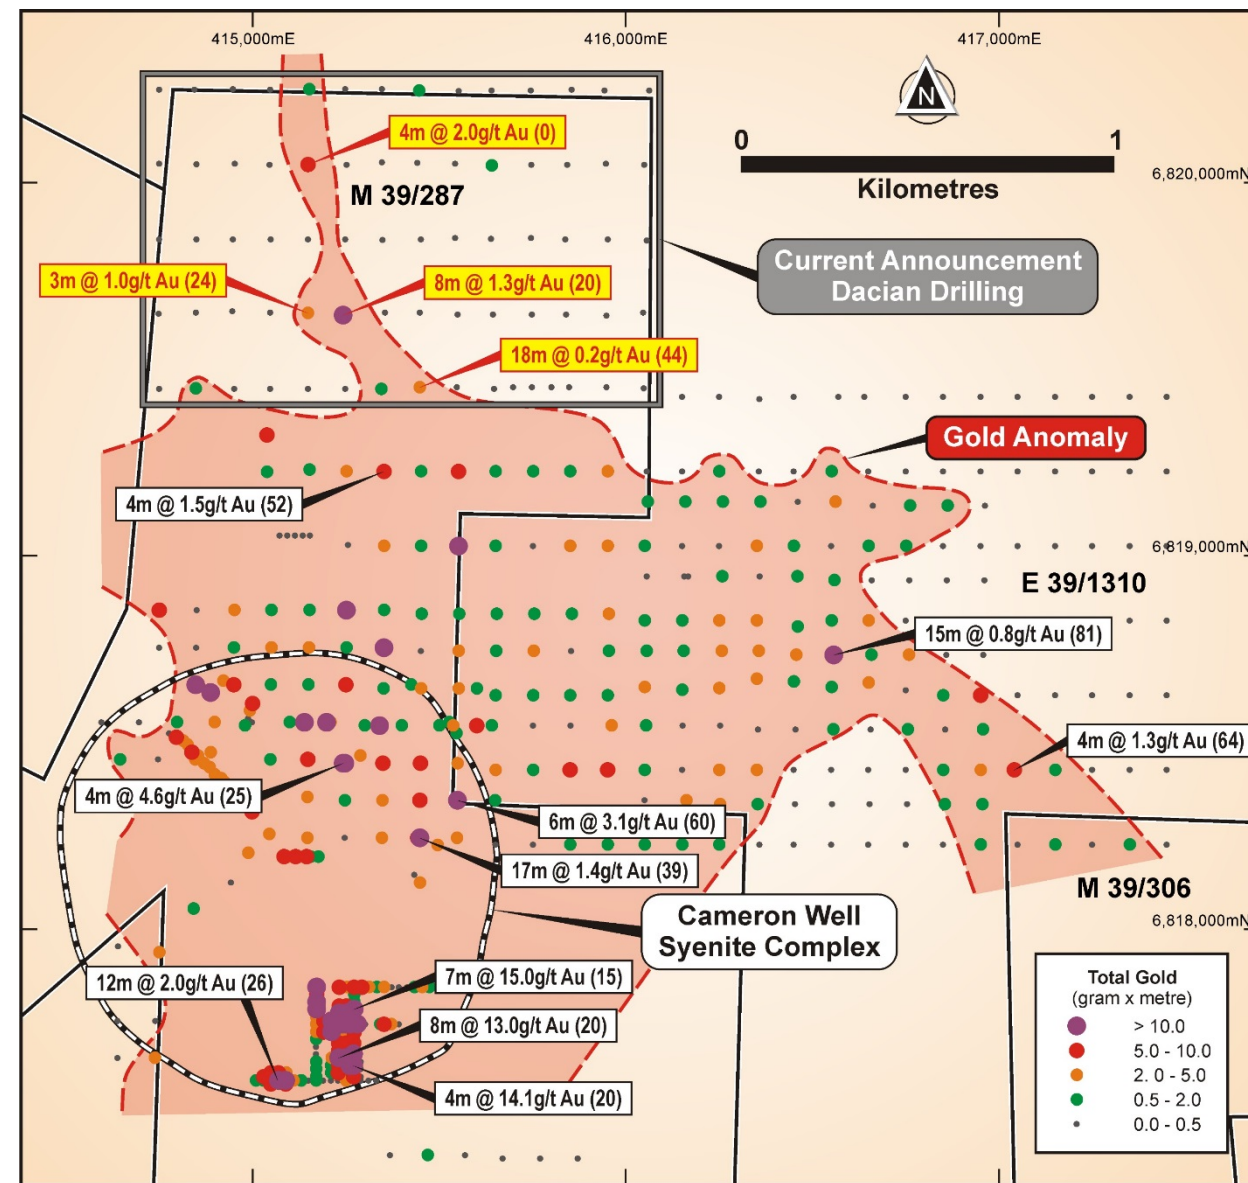 415,000mE
416,000mE
417,000mE
N
0
1
Kilometres
4m @ 2.0g/t Au (0)
6,820,000mN
M 39/287
Current Announcement
Dacian Drilling
3m @ 1.0g/t Au (24)
8m @ 1.3g/t Au (20)
18m @ 0.2g/t Au (44)
Gold Anomaly
4m @ 1.5g/t Au (52)
6,819,000mN
E 39/1310
15m @ 0.8g/t Au (81)
4m @ 1.3g/t Au (64)
4m @ 4.6g/t Au (25)
6m @ 3.1g/t Au (60)
17m @ 1.4g/t Au (39)
M 39/306
Cameron Well
Syenite Complex
6,818,000mN
12m @ 2.0g/t Au (26)
7m @ 15.0g/t Au (15)
8m @ 13.0g/t Au (20)
4m @ 14.1g/t Au (20)
Total Gold
(gram x metre)
> 10.0
5.0 - 10.0
2. 0 - 5.0
0.5 - 2.0
0.0 - 0.5